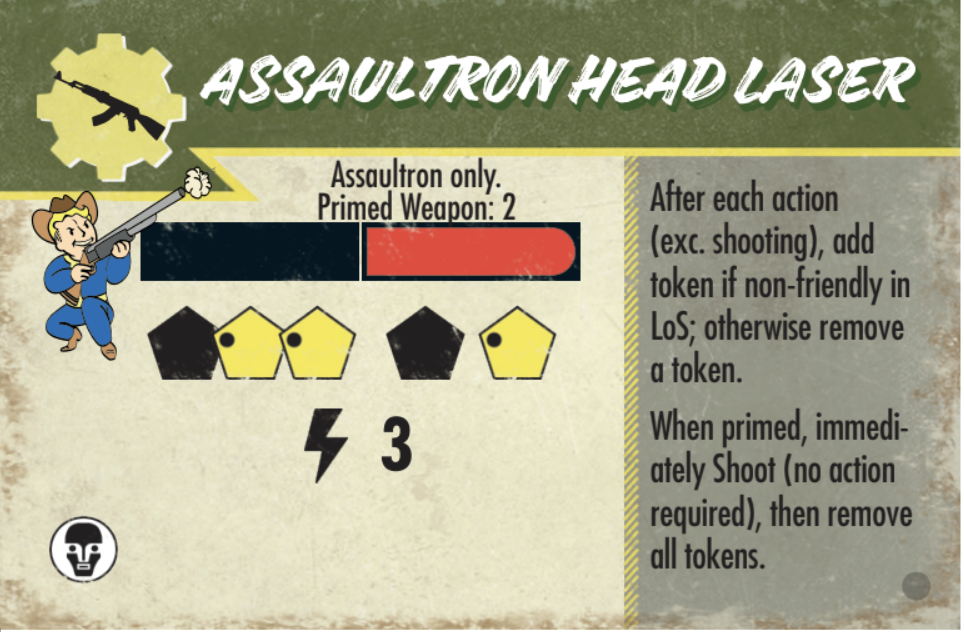 ASSAULTRON HEAD LASER
Assaultron only.
Primed Weapon: 2
3
After each action
(exc. shooting), add
token if non-friendly in
LoS; otherwise remove
a token.
When primed, immedi-
ately Shoot (no action
required), then remove
all tokens.